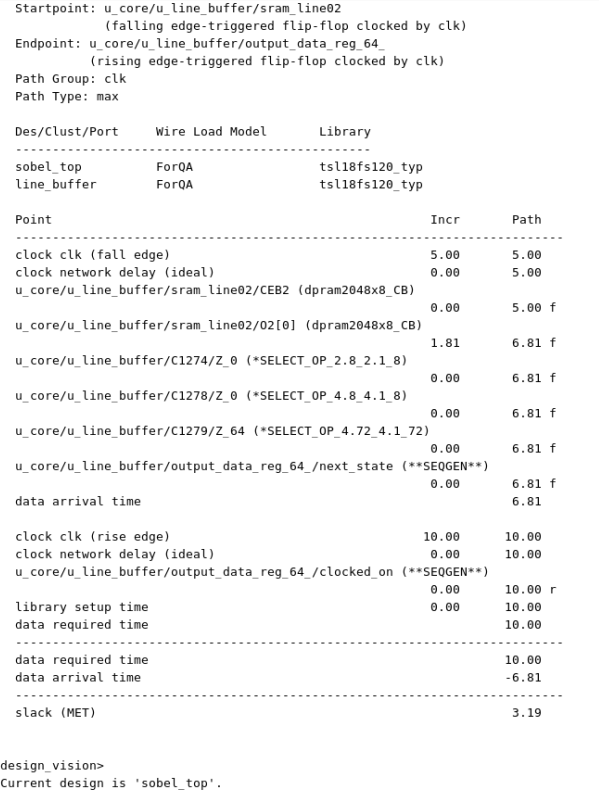 Startpoint: u_core/u_line_buffer/sram_line02
(falling edge-triggered flip-flop clocked by clk)
Endpoint: u_core/u_line_buffer/output_data_reg_64_
(rising edge-triggered flip-flop clocked by clk)
Path Group: clk
Path Type: max
Des/Clust/Port     Wire Load Model       Library
------------------------------------------------
sobel_top          ForQA                 tsl18fs120_typ
line_buffer        ForQA                 tsl18fs120_typ
Point                                                   Incr       Path
--------------------------------------------------------------------------
clock clk (fall edge)                                   5.00       5.00
clock network delay (ideal)                             0.00       5.00
u_core/u_line_buffer/sram_line02/CEB2 (dpram2048x8_CB)
0.00       5.00 f
u_core/u_line_buffer/sram_line02/O2[0] (dpram2048x8_CB)
1.81       6.81 f
u_core/u_line_buffer/C1274/Z_0 (*SELECT_OP_2.8_2.1_8)
0.00       6.81 f
u_core/u_line_buffer/C1278/Z_0 (*SELECT_OP_4.8_4.1_8)
0.00       6.81 f
u_core/u_line_buffer/C1279/Z_64 (*SELECT_OP_4.72_4.1_72)
0.00       6.81 f
u_core/u_line_buffer/output_data_reg_64_/next_state (**SEQGEN**)
0.00       6.81 f
data arrival time                                                  6.81
clock clk (rise edge)                                  10.00      10.00
clock network delay (ideal)                             0.00      10.00
u_core/u_line_buffer/output_data_reg_64_/clocked_on (**SEQGEN**)
0.00      10.00 r
library setup time                                      0.00      10.00
data required time                                                10.00
--------------------------------------------------------------------------
data required time                                                10.00
data arrival time                                                 -6.81
--------------------------------------------------------------------------
slack (MET)                                                        3.19
design_vision>
Current design is 'sobel_top'.